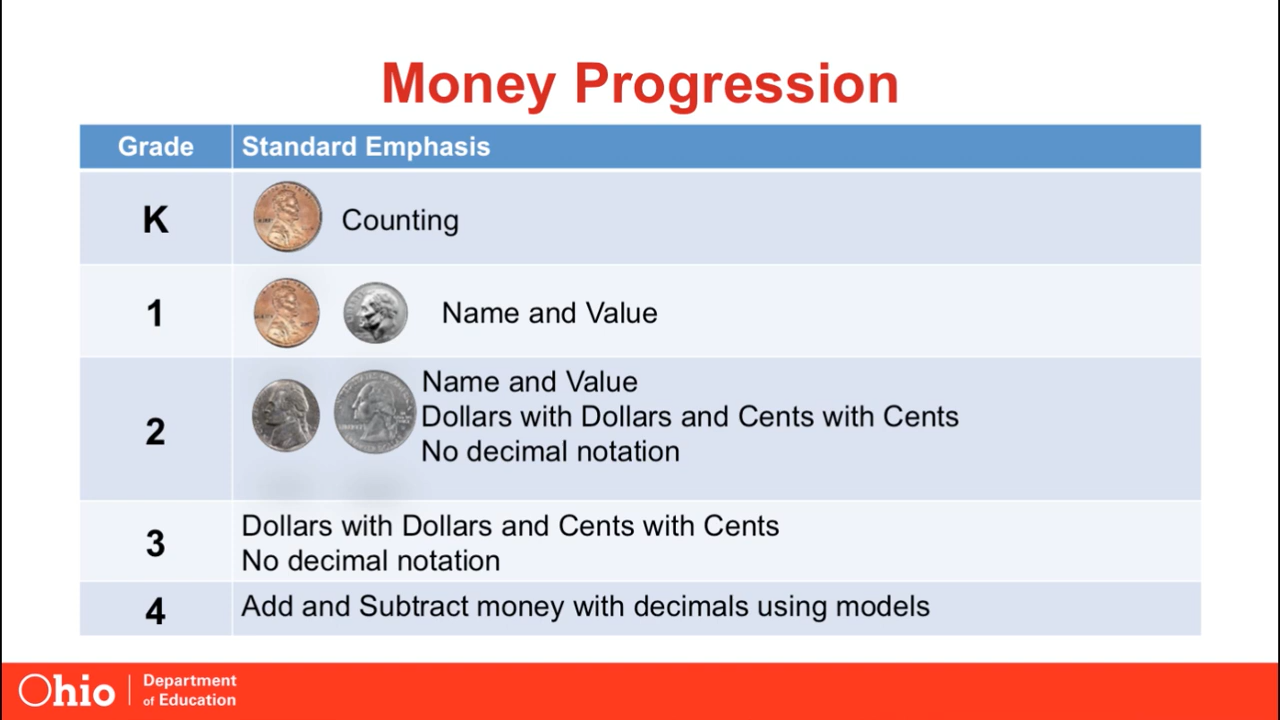 Money Progression
Grade Standard Emphasis
K Counting
1 Name and Value
2 Name and Value
Dollars with Dollars and Cents with Cents
No decimal notation
3 Dollars with Dollars and Cents with Cents
No decimal notation
4 Add and Subtract money with decimals using models
Ohio Department
of Education